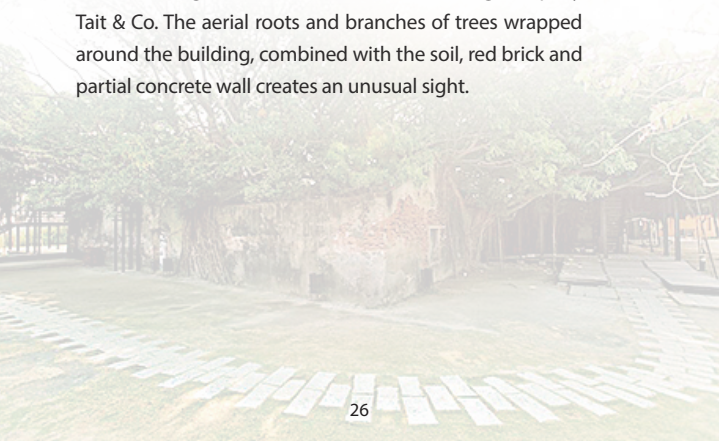 Tait & Co. The aerial roots and branches of trees wrapped
around the building, combined with the soil, red brick and
partial concrete wall creates an unusual sight.
26